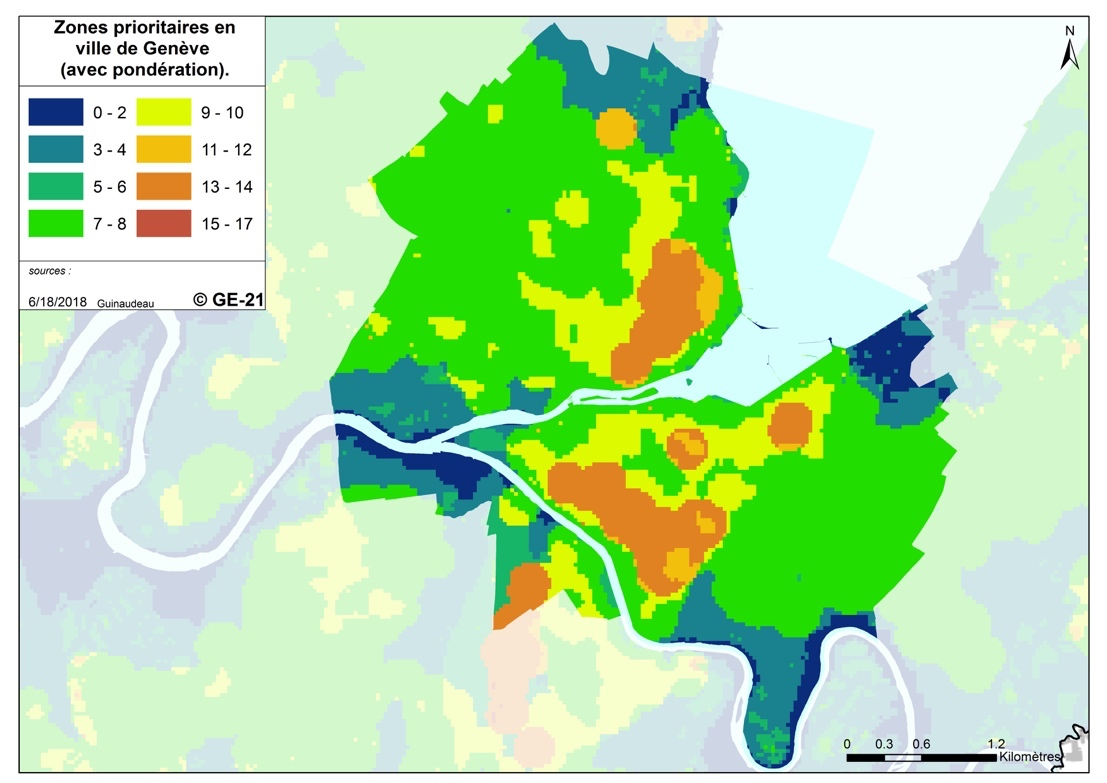 Zones prioritaires en
ville de Genève
(avec pondération).
0 - 2
9 - 10
3 - 4
11 - 12
5 - 6
13 - 14
7 - 8
15 - 17
sources :
6/18/2018 Guinaudeau © GE-21
N
0 0.3 0.6 1.2
Kilomètres